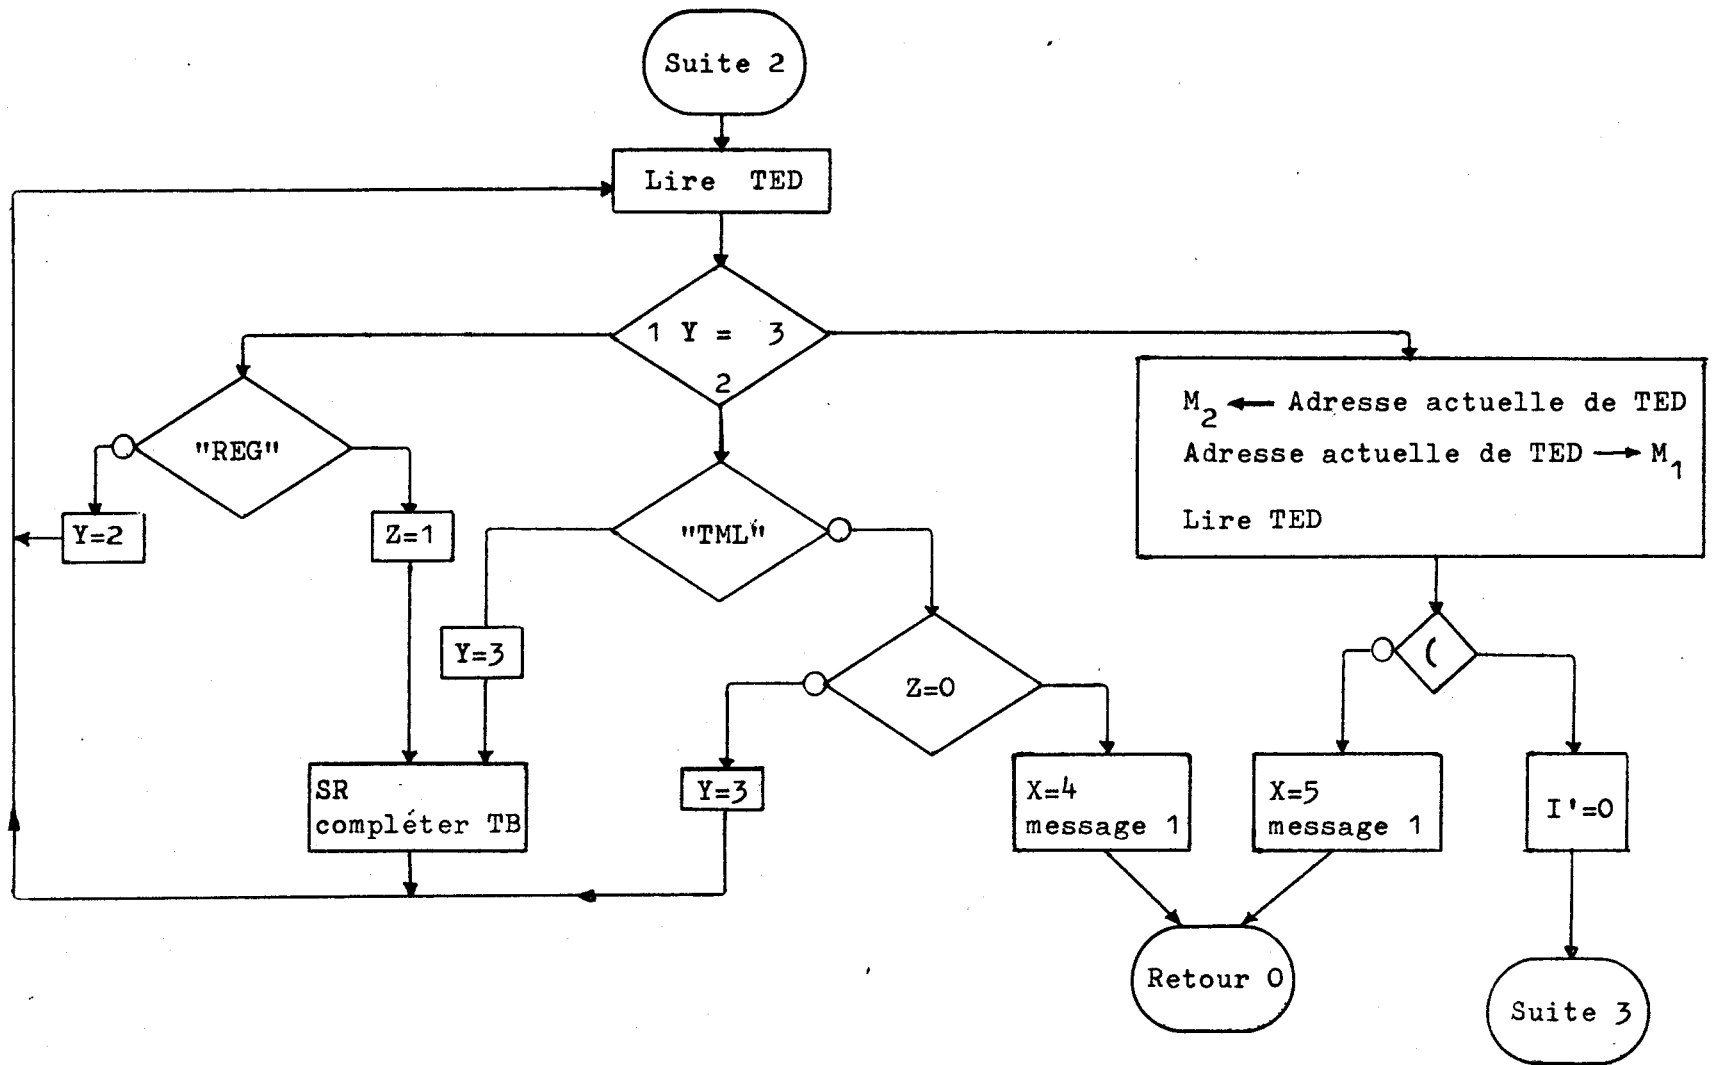 Suite 2
Lire TED
1 Y = 3
2
M2 ← Adresse actuelle de TED
Adresse actuelle de TED → M1
Lire TED
"REG"
"TML"
Y=2
Z=1
Y=3
(
Z=0
SR
compléter TB
Y=3
X=4
message 1
X=5
message 1
I'=0
Retour 0
Suite 3